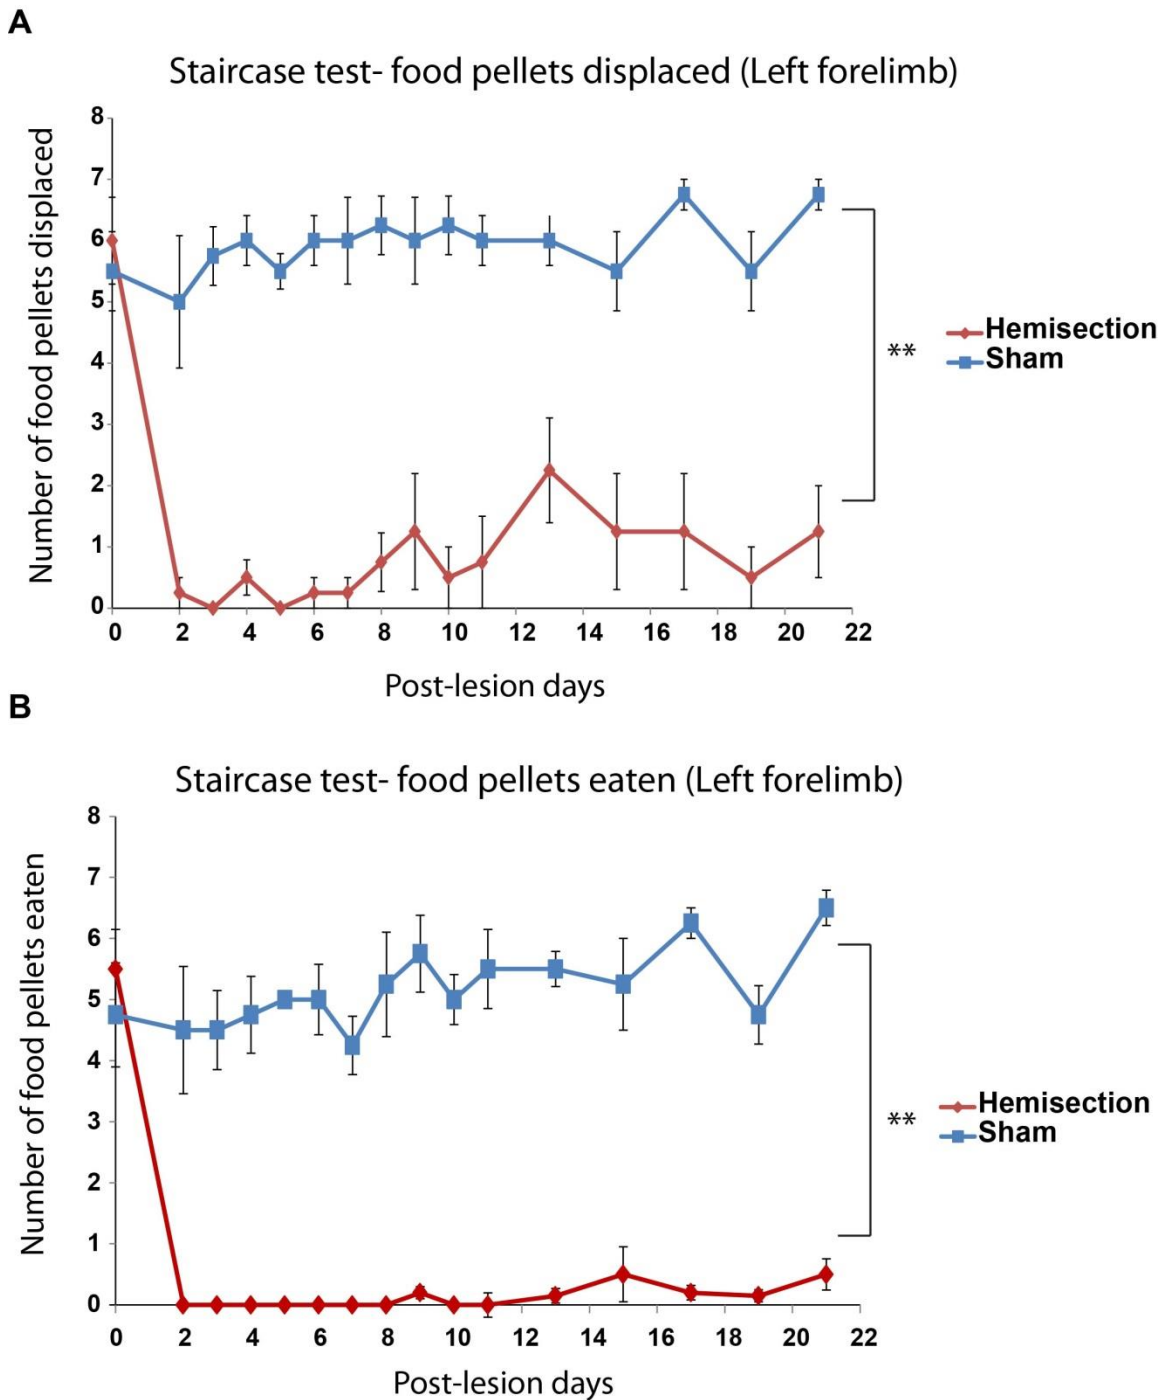 A
Staircase test- food pellets displaced (Left forelimb)
Number of food pellets displaced
8
7
6
5
4
3
2
1
0
0 2 4 6 8 10 12 14 16 18 20 22
Post-lesion days
**
Hemisection
Sham
B
Staircase test- food pellets eaten (Left forelimb)
Number of food pellets eaten
8
7
6
5
4
3
2
1
0
0 2 4 6 8 10 12 14 16 18 20 22
Post-lesion days
**
Hemisection
Sham